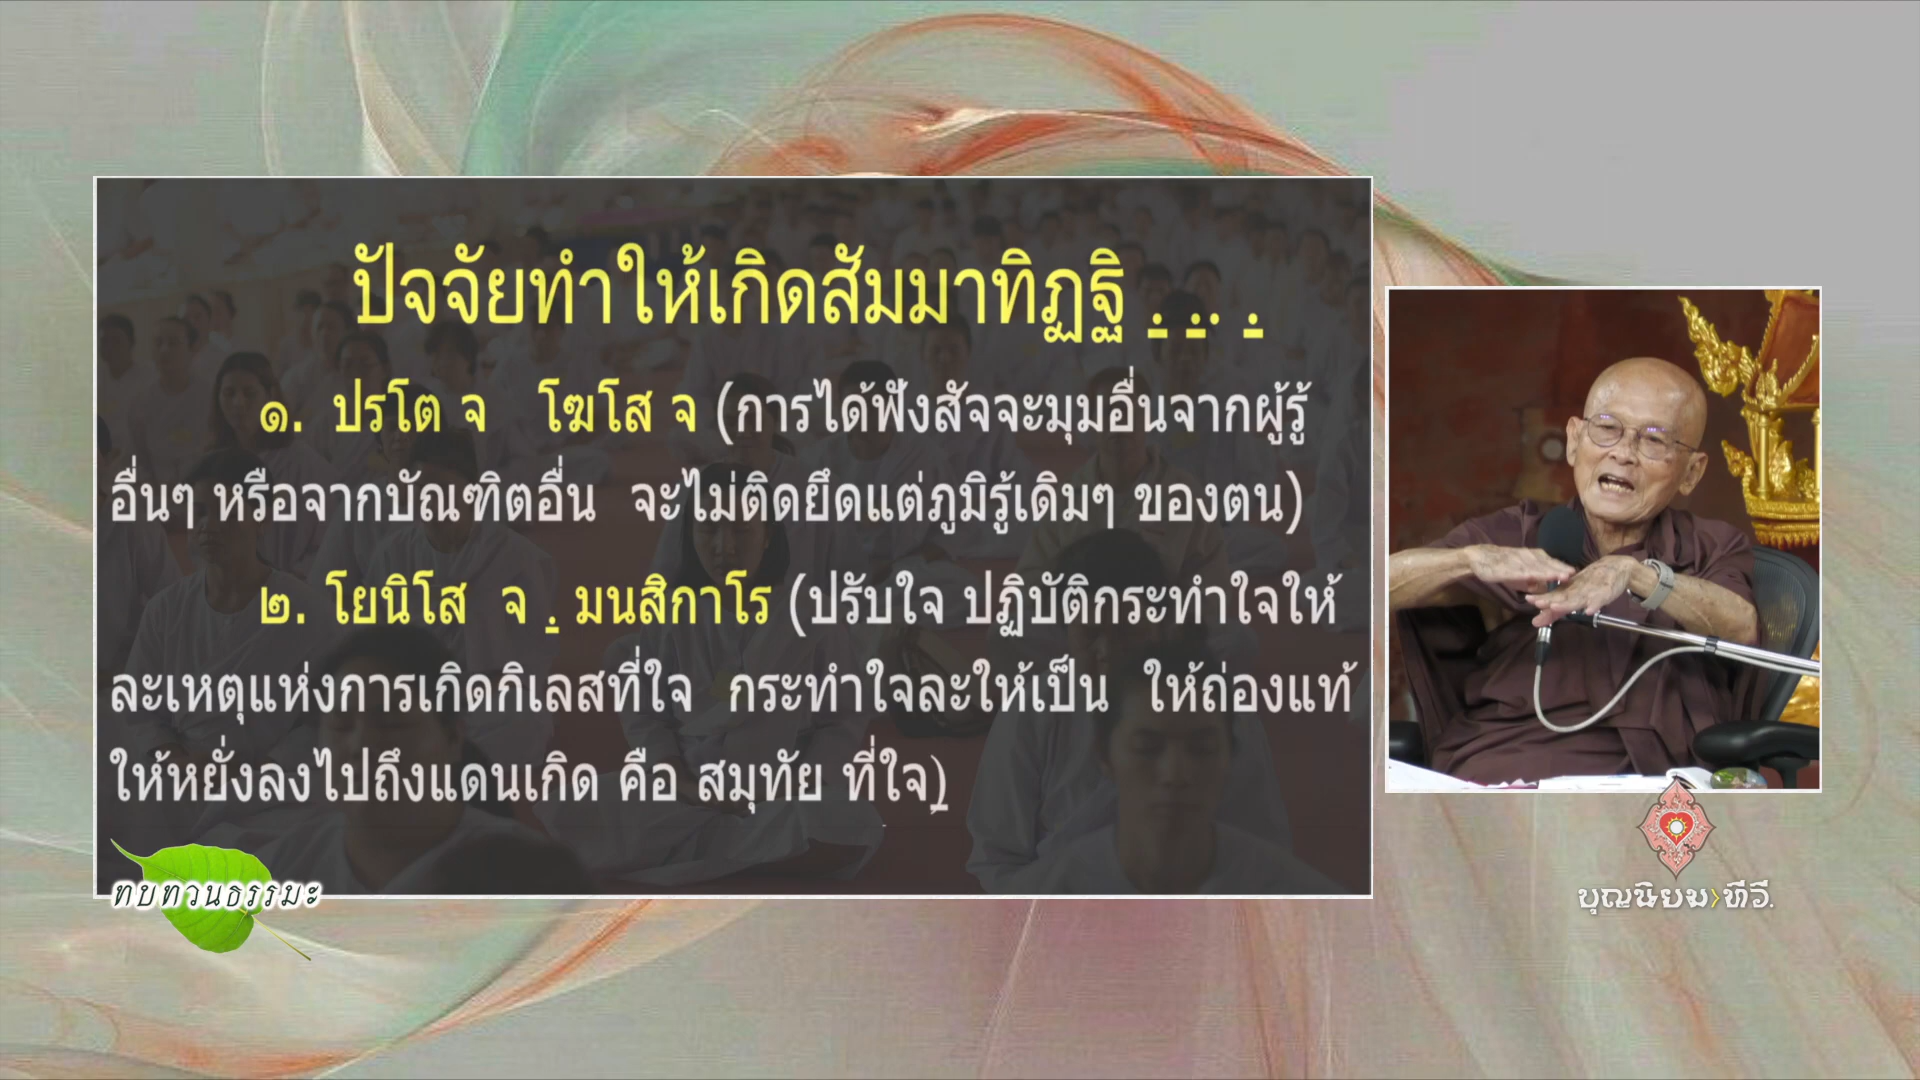 ปัจจัยทำให้เกิดสัมมาทิฏฐิ . .. .
๑. ปรโต จ โฆโส จ (การได้ฟังสัจจะมุมอื่นจากผู้รู้
อื่นๆ หรือจากบัณฑิตอื่น จะไม่ติดยึดแต่ภูมิรู้เดิมๆ ของตน)
๒. โยนิโส จ . มนสิกาโร (ปรับใจ ปฏิบัติกระทำใจให้
ละเหตุแห่งการเกิดกิเลสที่ใจ กระทำใจละให้เป็น ให้ถ่องแท้
ให้หยั่งลงไปถึงแดนเกิด คือ สมุทัย ที่ใจ)
ทบทวนธรรมะ
บุญนิยม>ทีวี.